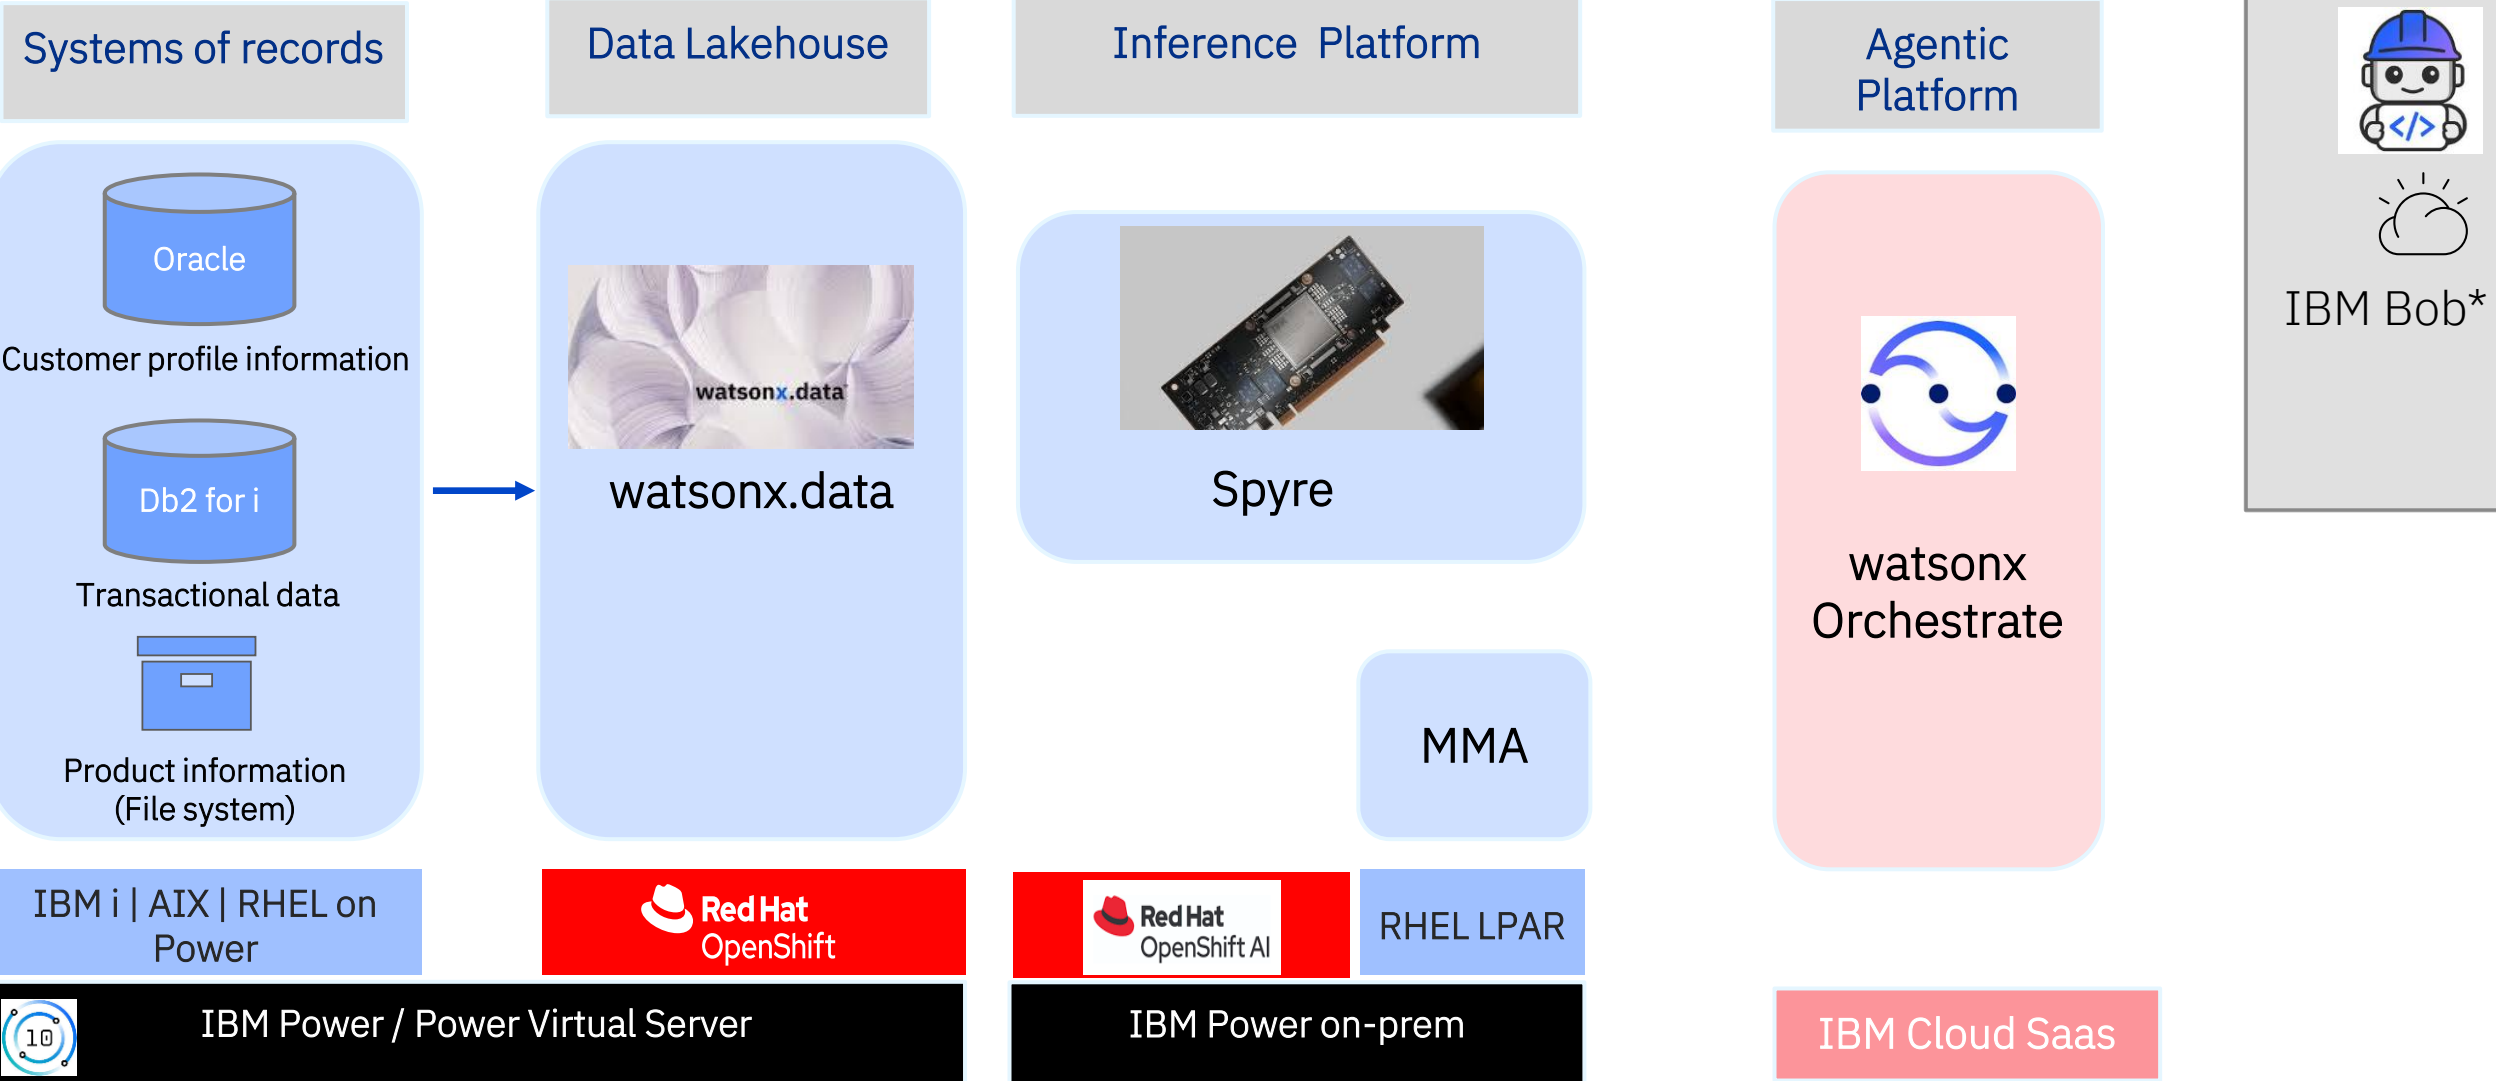 Systems of records
Data Lakehouse
Inference Platform
Agentic
Platform
</>
IBM Bob*
Oracle
Customer profile information
Db2 for i
Transactional data
Product information
(File system)
watsonx.data
watsonx.data
Spyre
MMA
watsonx
Orchestrate
IBM i | AIX | RHEL on
Power
Red Hat
OpenShift
Red Hat
OpenShift AI
RHEL LPAR
10
IBM Power / Power Virtual Server
IBM Power on-prem
IBM Cloud Saas